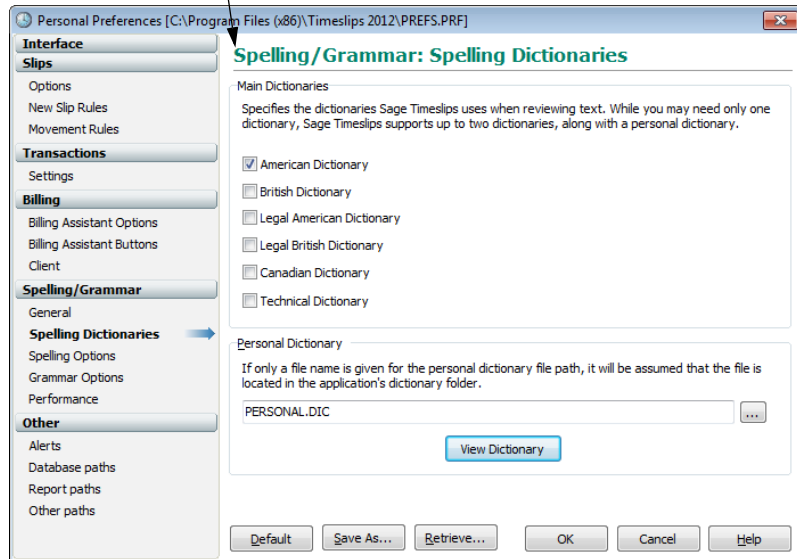 Personal Preferences [C:\Program Files (x86)\Timeslips 2012\PREFS.PRF]
Interface
Slips
Options
New Slip Rules
Movement Rules
Transactions
Settings
Billing
Billing Assistant Options
Billing Assistant Buttons
Client
Spelling/Grammar
General
Spelling Dictionaries
Spelling Options
Grammar Options
Performance
Other
Alerts
Database paths
Report paths
Other paths
Spelling/Grammar: Spelling Dictionaries
Main Dictionaries
Specifies the dictionaries Sage Timeslips uses when reviewing text. While you may need only one
dictionary, Sage Timeslips supports up to two dictionaries, along with a personal dictionary.
American Dictionary
British Dictionary
Legal American Dictionary
Legal British Dictionary
Canadian Dictionary
Technical Dictionary
Personal Dictionary
If only a file name is given for the personal dictionary file path, it will be assumed that the file is
located in the application's dictionary folder.
PERSONAL.DIC
...
View Dictionary
Default
Save As...
Retrieve...
OK
Cancel
Help